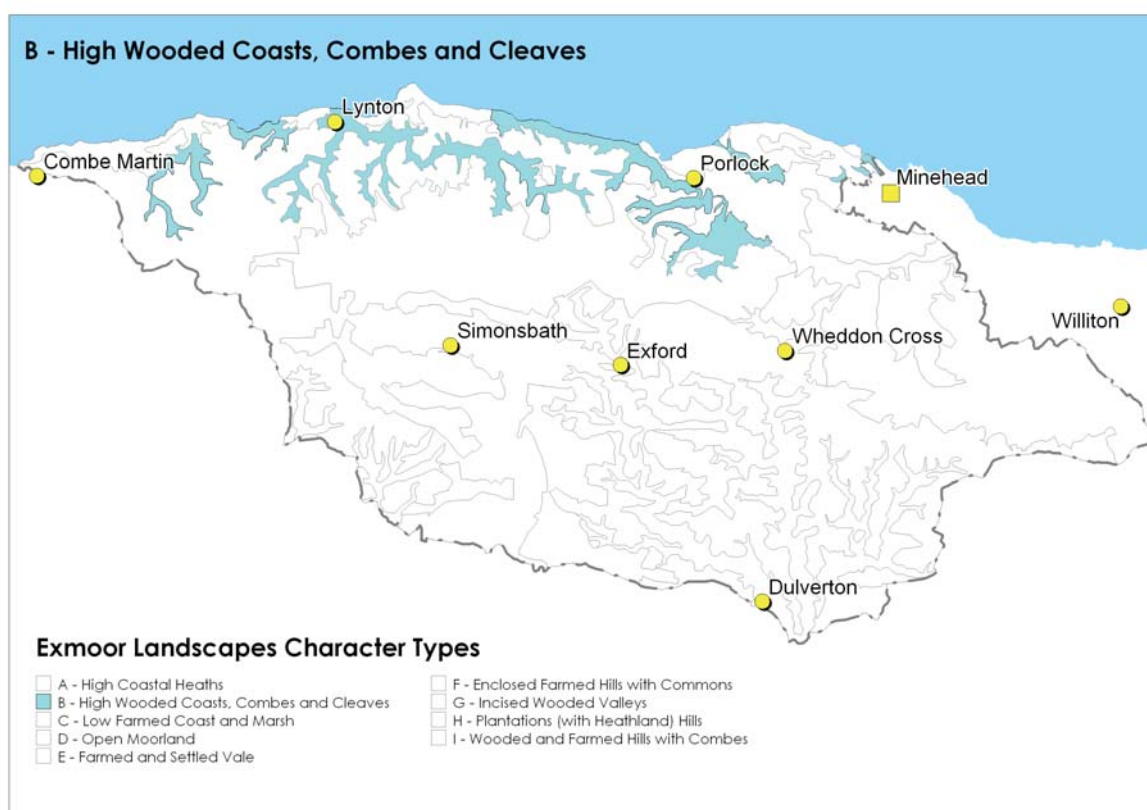 B - High Wooded Coasts, Combes and Cleaves
Lynton
Combe Martin
Porlock
Minehead
Williton
Simonsbath
Wheddon Cross
Exford
Dulverton
Exmoor Landscapes Character Types
A - High Coastal Heaths
B - High Wooded Coasts, Combes and Cleaves
C - Low Farmed Coast and Marsh
D - Open Moorland
E - Farmed and Settled Vale
F - Enclosed Farmed Hills with Commons
G - Incised Wooded Valleys
H - Plantations (with Heathland) Hills
I - Wooded and Farmed Hills with Combes